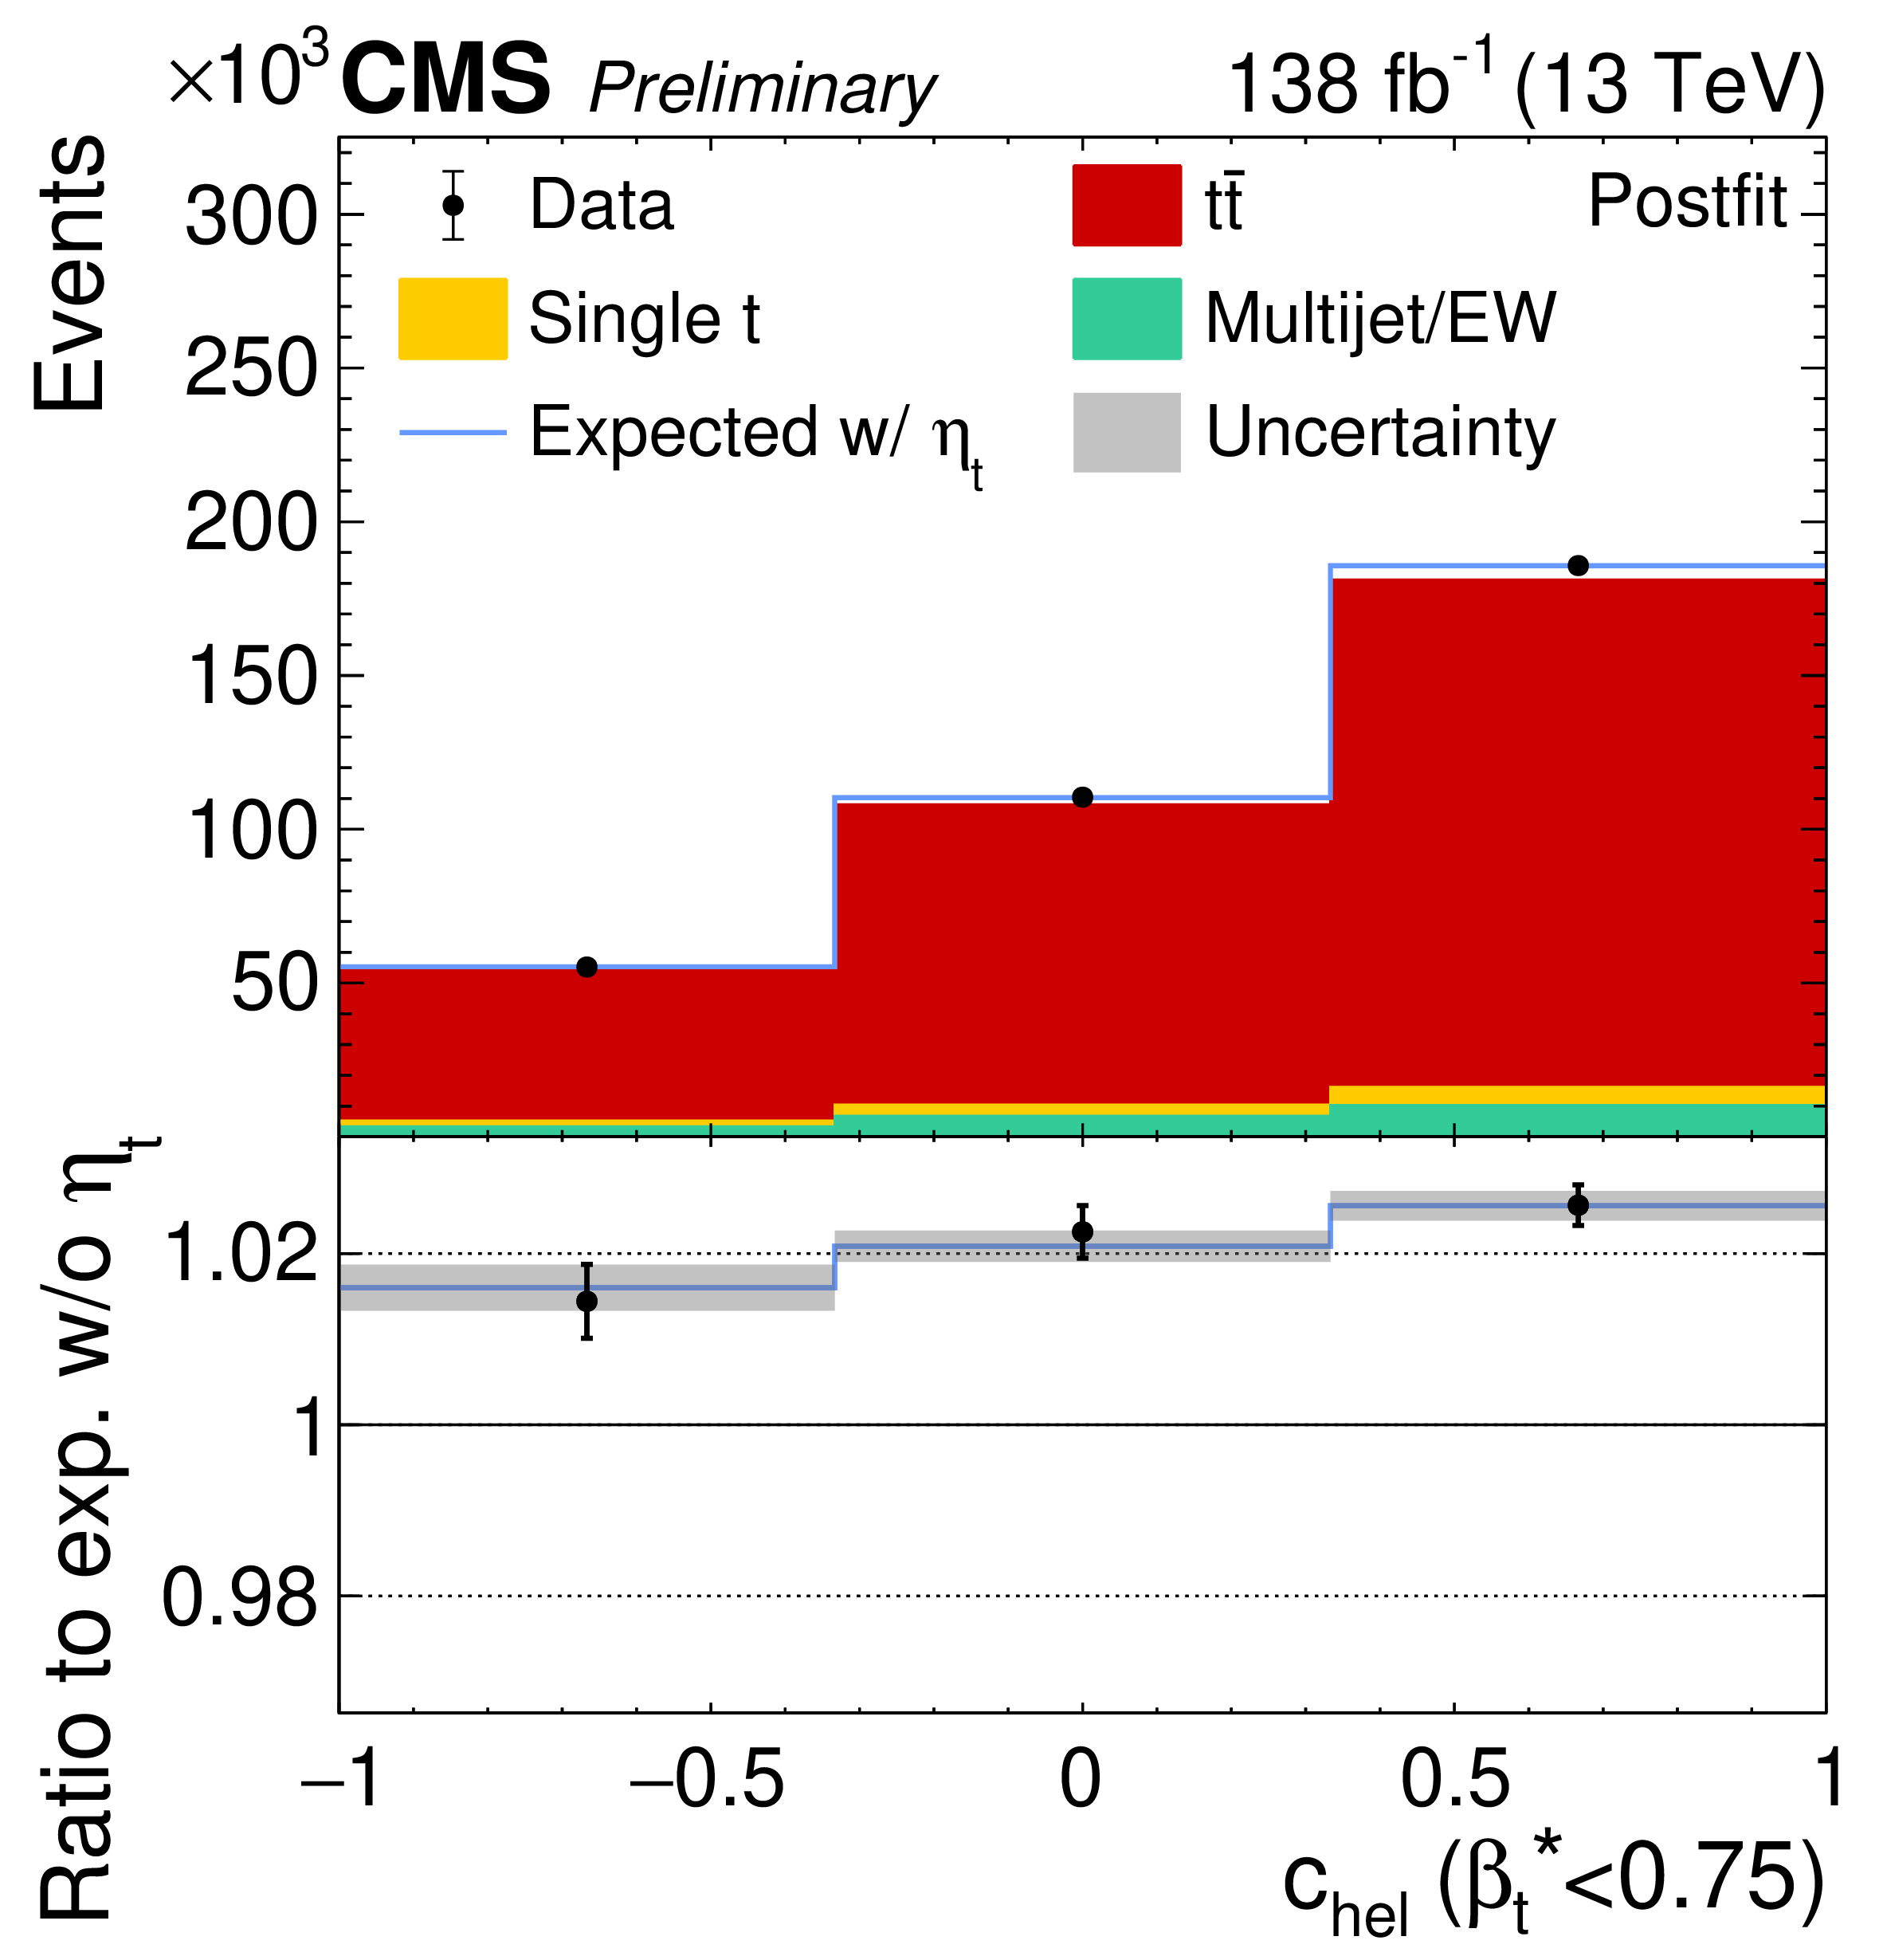 ×10³ CMS Preliminary 138 fb⁻¹ (13 TeV)
Events
Data
tt̄
Postfit
Single t
Multijet/EW
Expected w/ ηₜ
Uncertainty
300
250
200
150
100
50
Ratio to exp. w/o ηₜ
1.02
1
0.98
−1 −0.5 0 0.5 1
c_hel (βₜ*<0.75)